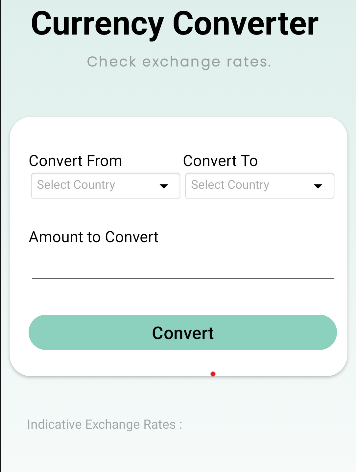 Currency Converter
Check exchange rates.
Convert From Convert To
Select Country Select Country
Amount to Convert
Convert
Indicative Exchange Rates :